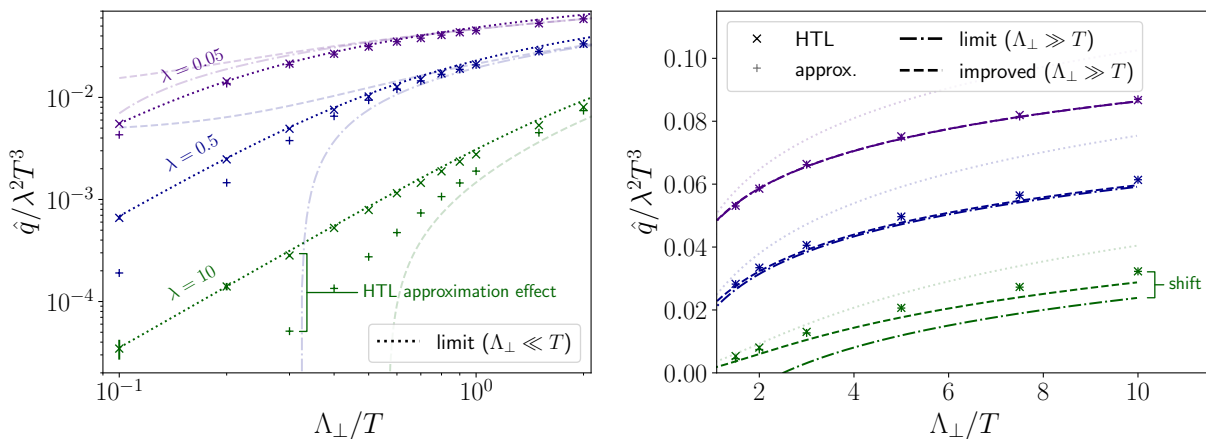 q̂/λ²T³
10⁻²
10⁻³
10⁻⁴
λ = 0.05
λ = 0.5
λ = 10
HTL approximation effect
limit (Λ⊥ ≪ T)
10⁻¹
10⁰
Λ⊥/T
q̂/λ²T³
0.10
0.08
0.06
0.04
0.02
0.00
× HTL
+ approx.
limit (Λ⊥ ≫ T)
improved (Λ⊥ ≫ T)
shift
2
4
6
8
10
Λ⊥/T